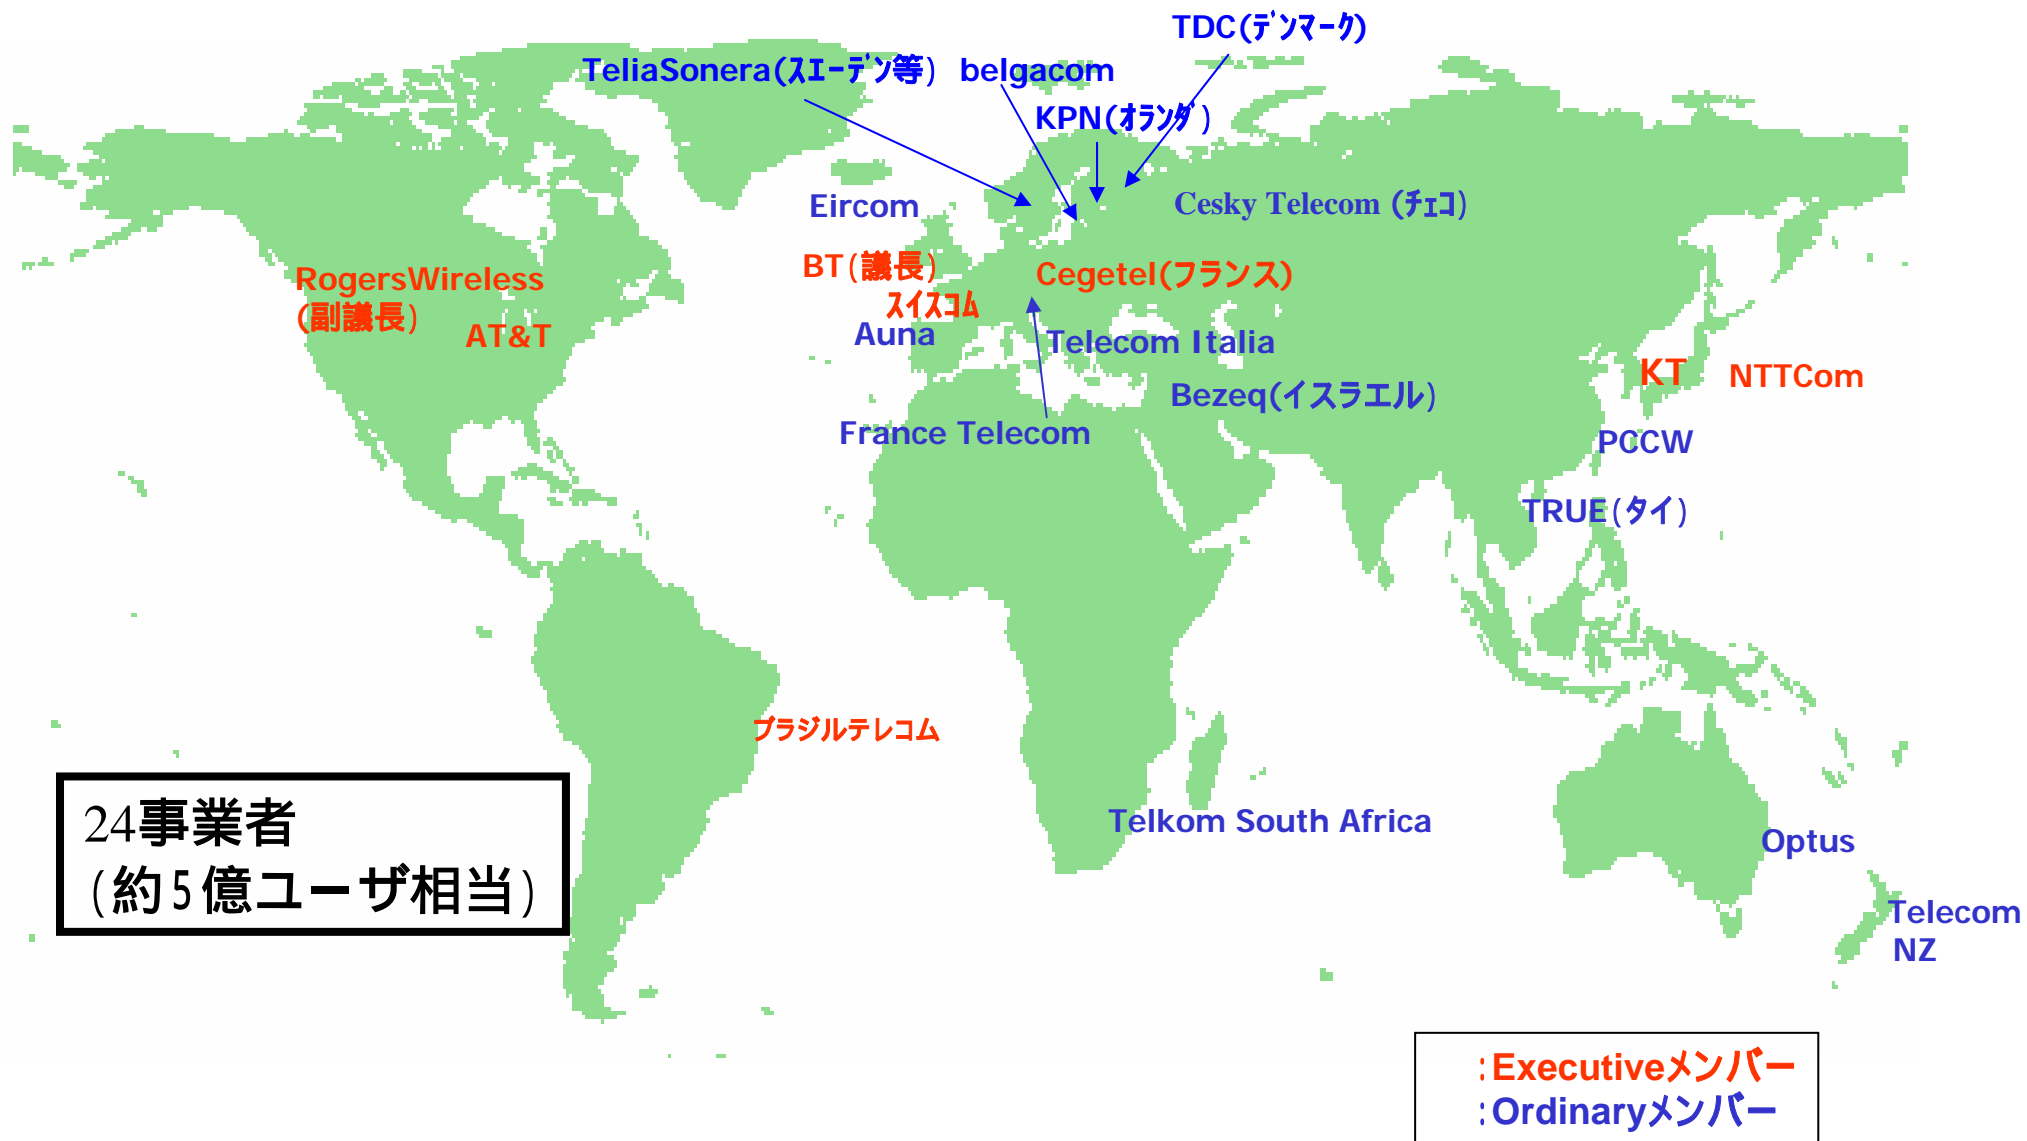 TDC(ﾃﾞﾝﾏｰｸ)
TeliaSonera(ｽｴｰﾃﾞﾝ等) belgacom
KPN(ｵﾗﾝﾀﾞ)
Eircom
Cesky Telecom (ﾁｪｺ)
BT(議長)
Cegetel(フランス)
RogersWireless
(副議長)
ｽｲｽｺﾑ
AT&T
Auna
Telecom Italia
KT
NTTCom
Bezeq(イスラエル)
France Telecom
PCCW
TRUE(タイ)
ブラジルテレコム
24事業者
(約5億ユーザ相当)
Telkom South Africa
Optus
Telecom
NZ
:Executiveメンバー
:Ordinaryメンバー